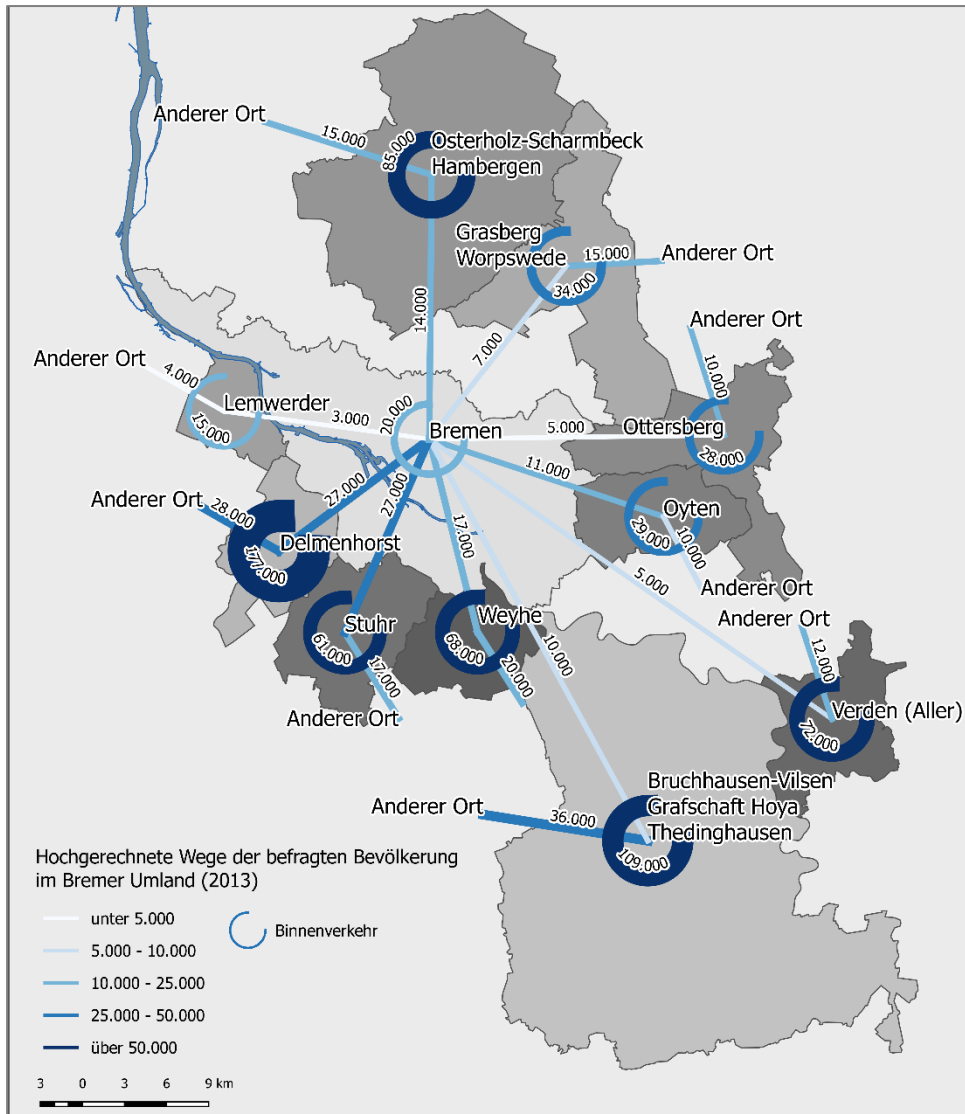 Anderer Ort
15.000
85.000
Osterholz-Scharmbeck
Hambergen
14.000
Grasberg
Worpswede
15.000
Anderer Ort
34.000
7.000
Anderer Ort
10.000
Anderer Ort
4.000
Lemwerder
15.000
3.000
20.000
Bremen
5.000
Ottersberg
28.000
11.000
Oyten
29.000
10.000
Anderer Ort
Anderer Ort
28.000
27.000
Delmenhorst
177.000
27.000
17.000
5.000
Anderer Ort
12.000
Stuhr
61.000
17.000
Anderer Ort
Weyhe
68.000
20.000
10.000
Verden (Aller)
72.000
Anderer Ort
36.000
Bruchhausen-Vilsen
Grafschaft Hoya
Thedinghausen
109.000
Hochgerechnete Wege der befragten Bevölkerung
im Bremer Umland (2013)
unter 5.000
5.000 - 10.000
10.000 - 25.000
25.000 - 50.000
über 50.000
Binnenverkehr
3 0 3 6 9 km